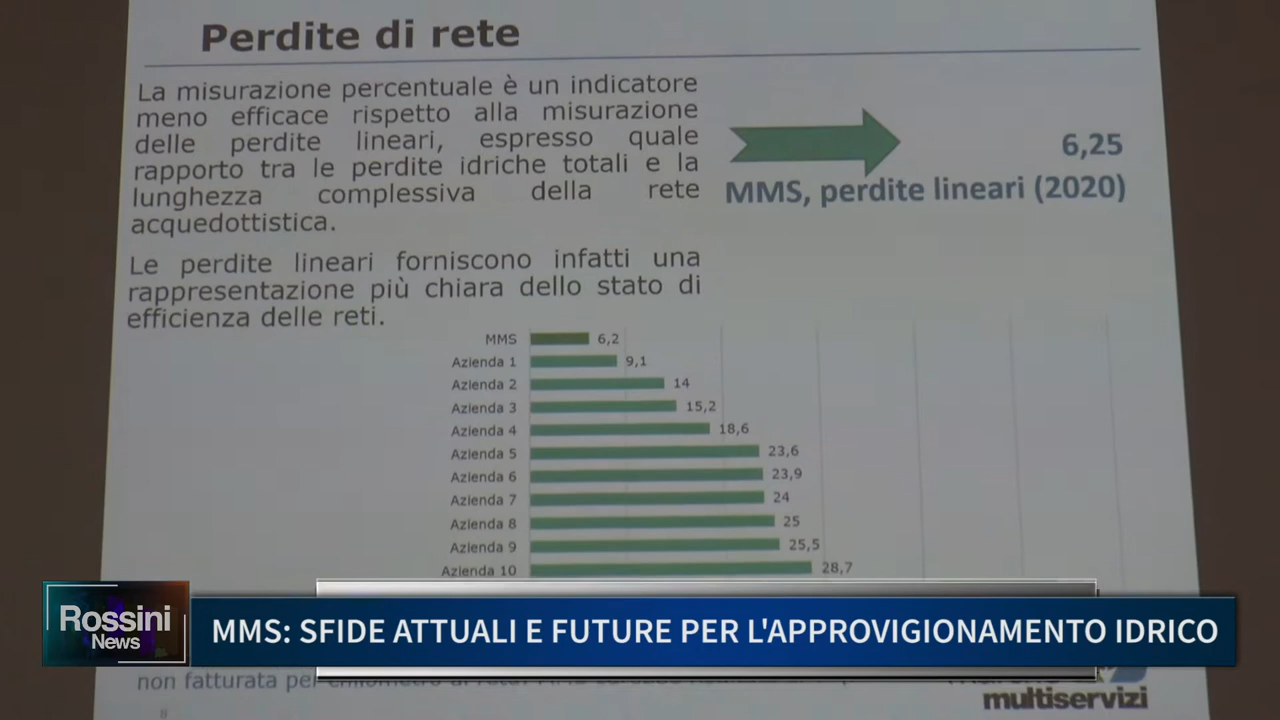 Perdite di rete
La misurazione percentuale è un indicatore
meno efficace rispetto alla misurazione
delle perdite lineari, espresso quale
rapporto tra le perdite idriche totali e la
lunghezza complessiva della rete
acquedottistica.
Le perdite lineari forniscono infatti una
rappresentazione più chiara dello stato di
efficienza delle reti.
6,25
MMS, perdite lineari (2020)
MMS 6,2
Azienda 1 9,1
Azienda 2 14
Azienda 3 15,2
Azienda 4 18,6
Azienda 5 23,6
Azienda 6 23,9
Azienda 7 24
Azienda 8 25
Azienda 9 25,5
Azienda 10 28,7
Rossini
News
MMS: SFIDE ATTUALI E FUTURE PER L'APPROVIGIONAMENTO IDRICO
non fatturata per
multiservizi